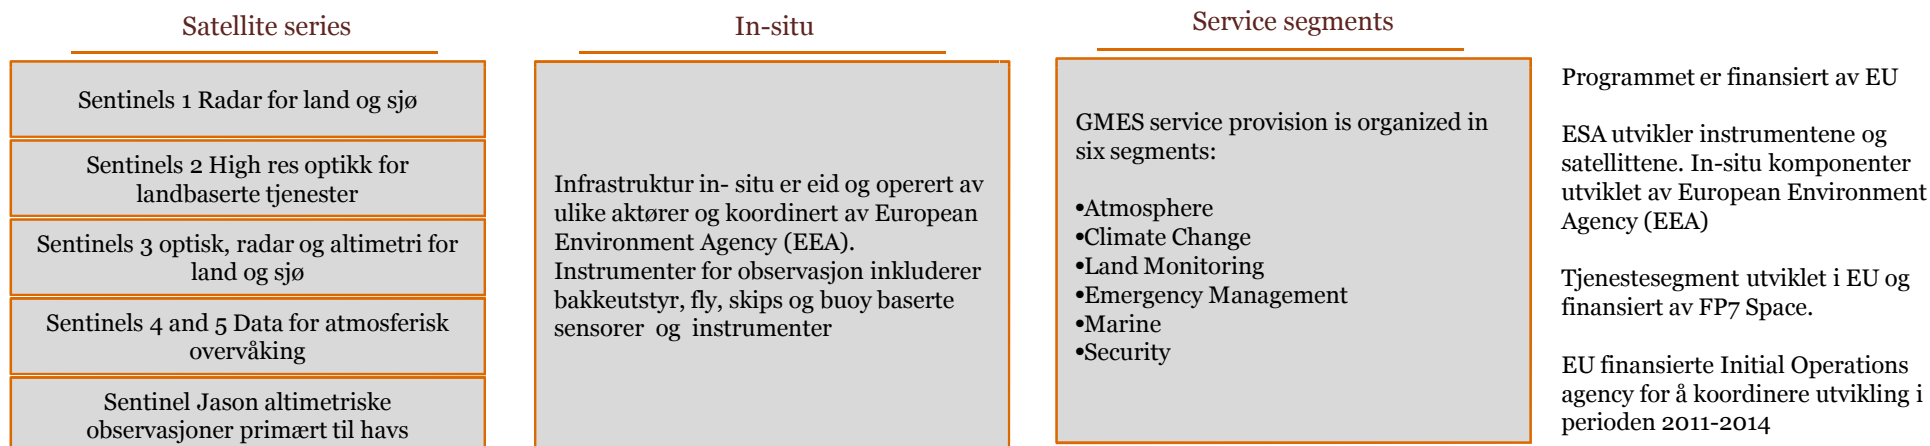 Satellite series
Sentinels 1 Radar for land og sjø
Sentinels 2 High res optikk for
landbaserte tjenester
Sentinels 3 optisk, radar og altimetri for
land og sjø
Sentinels 4 and 5 Data for atmosferisk
overvåking
Sentinel Jason altimetriske
observasjoner primært til havs
In-situ
Infrastruktur in- situ er eid og operert av
ulike aktører og koordinert av European
Environment Agency (EEA).
Instrumenter for observasjon inkluderer
bakkeutstyr, fly, skips og buoy baserte
sensorer og instrumenter
Service segments
GMES service provision is organized in
six segments:
•Atmosphere
•Climate Change
•Land Monitoring
•Emergency Management
•Marine
•Security
Programmet er finansiert av EU
ESA utvikler instrumentene og
satellittene. In-situ komponenter
utviklet av European Environment
Agency (EEA)
Tjenestesegment utviklet i EU og
finansiert av FP7 Space.
EU finansierte Initial Operations
agency for å koordinere utvikling i
perioden 2011-2014